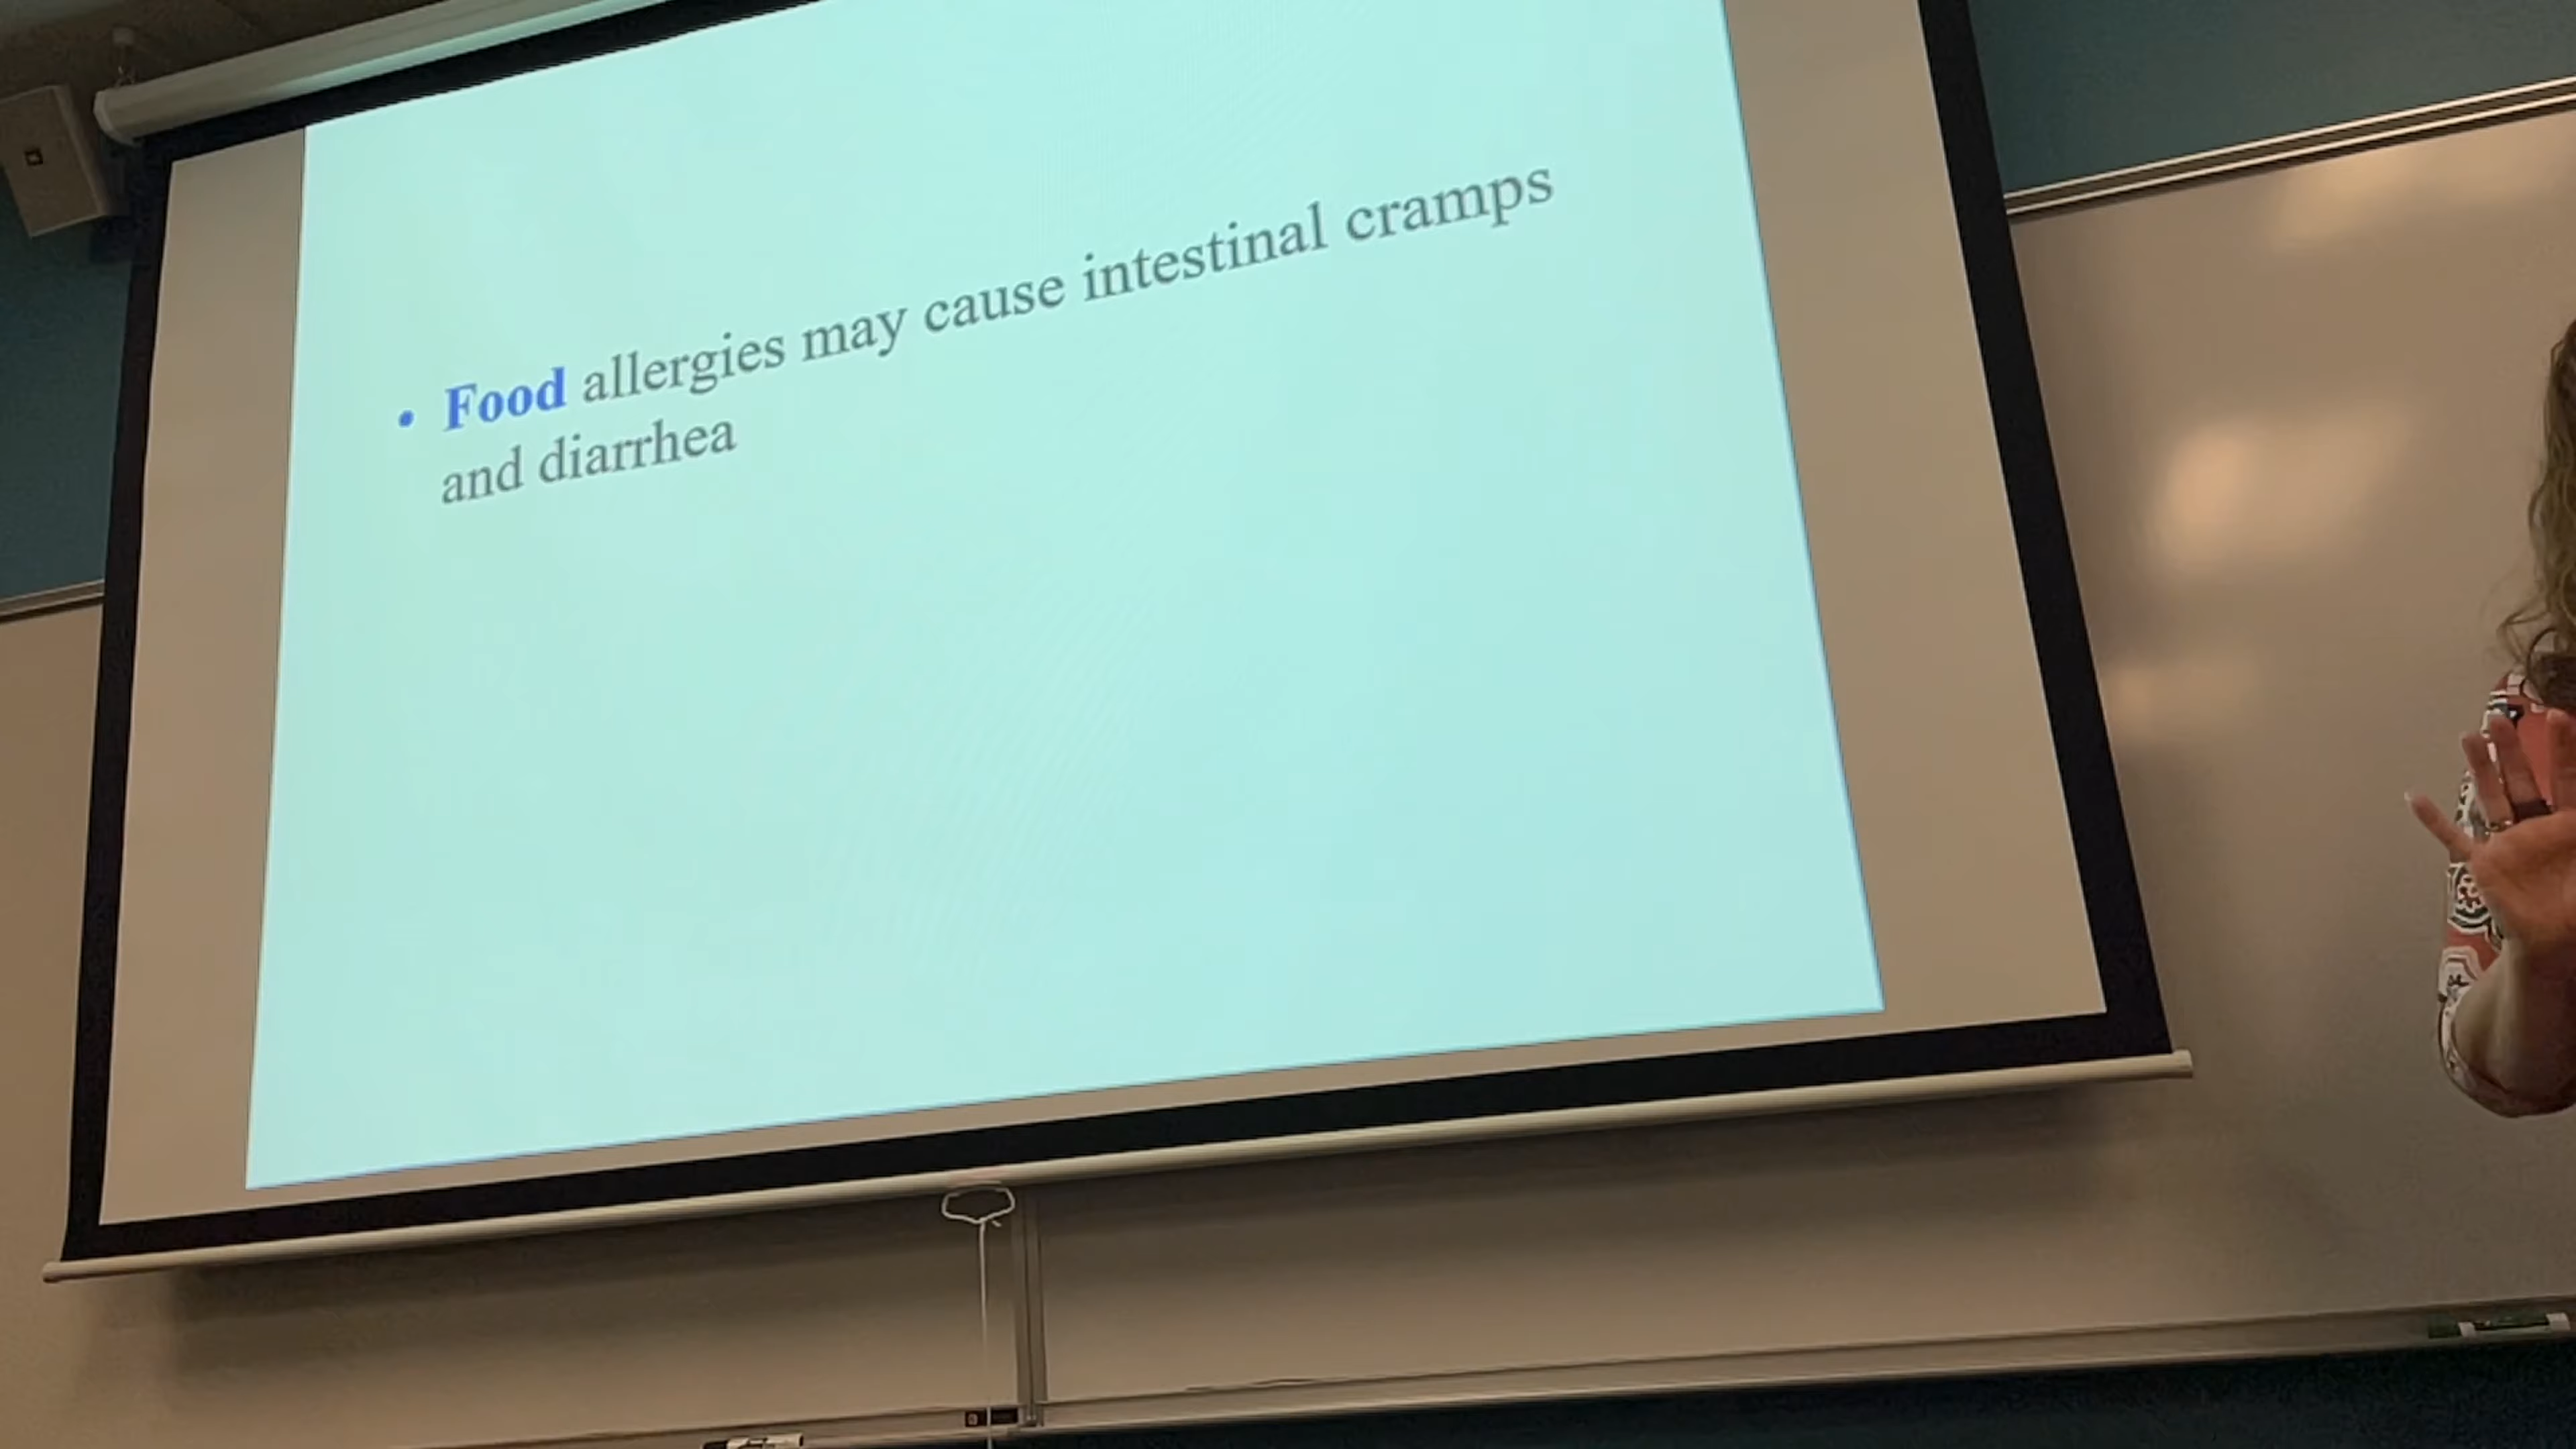 • Food allergies may cause intestinal cramps
and diarrhea